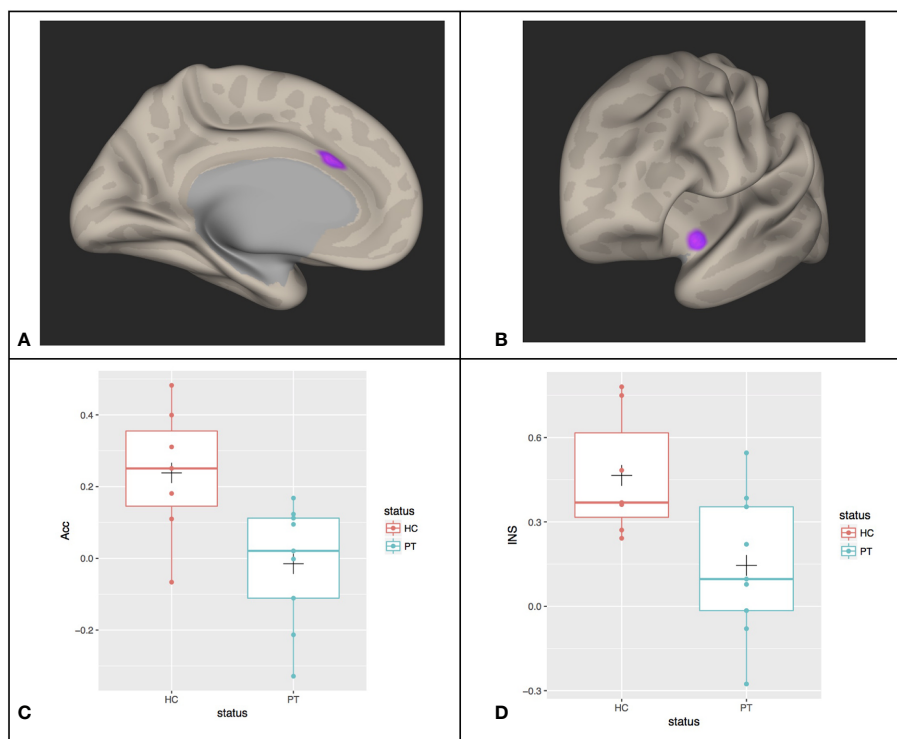 A
B
Acc
0.4
0.2
0.0
−0.2
HC
PT
status
status
HC
PT
C
INS
0.6
0.3
0.0
−0.3
HC
PT
status
status
HC
PT
D